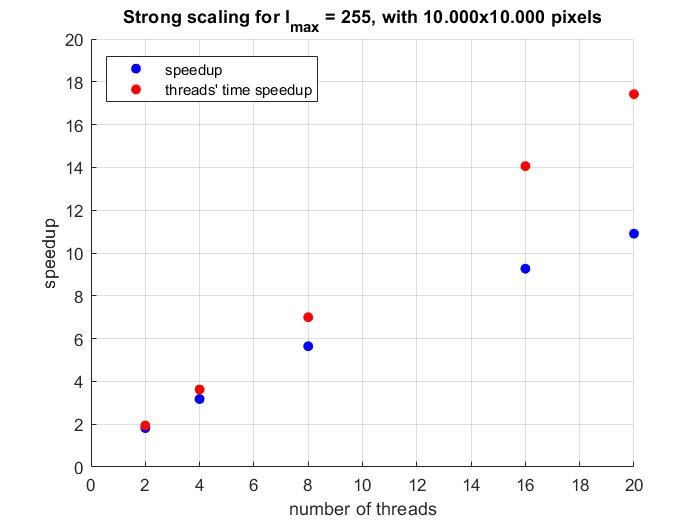 Strong scaling for I_max = 255, with 10.000x10.000 pixels
20
speedup
threads' time speedup
18
16
14
12
10
8
6
4
2
0
speedup
0 2 4 6 8 10 12 14 16 18 20
number of threads